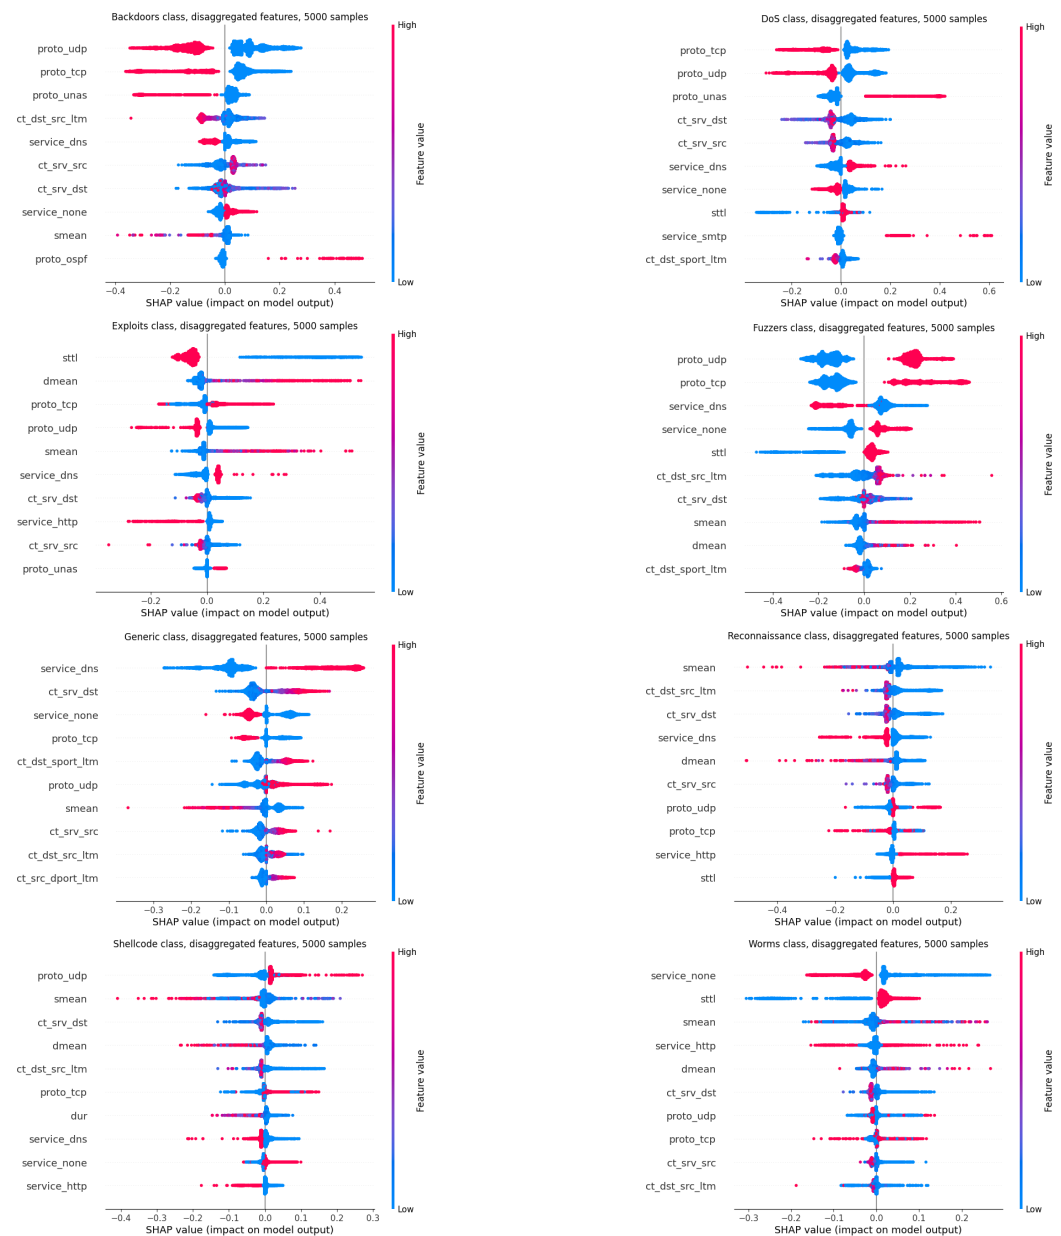 Backdoors class, disaggregated features, 5000 samples
proto_udp
proto_tcp
proto_unas
ct_dst_src_ltm
service_dns
ct_srv_src
ct_srv_dst
service_none
smean
proto_ospf
−0.4 −0.2 0.0 0.2 0.4
SHAP value (impact on model output)
High
Feature value
Low
DoS class, disaggregated features, 5000 samples
proto_tcp
proto_udp
proto_unas
ct_srv_dst
ct_srv_src
service_dns
service_none
sttl
service_smtp
ct_dst_sport_ltm
−0.2 0.0 0.2 0.4 0.6
SHAP value (impact on model output)
High
Feature value
Low
Exploits class, disaggregated features, 5000 samples
sttl
dmean
proto_tcp
proto_udp
smean
service_dns
ct_srv_dst
service_http
ct_srv_src
proto_unas
−0.2 0.0 0.2 0.4
SHAP value (impact on model output)
High
Feature value
Low
Fuzzers class, disaggregated features, 5000 samples
proto_udp
proto_tcp
service_dns
service_none
sttl
ct_dst_src_ltm
ct_srv_dst
smean
dmean
ct_dst_sport_ltm
−0.4 −0.2 0.0 0.2 0.4 0.6
SHAP value (impact on model output)
High
Feature value
Low
Generic class, disaggregated features, 5000 samples
service_dns
ct_srv_dst
service_none
proto_tcp
ct_dst_sport_ltm
proto_udp
smean
ct_srv_src
ct_dst_src_ltm
ct_src_dport_ltm
−0.3 −0.2 −0.1 0.0 0.1 0.2
SHAP value (impact on model output)
High
Feature value
Low
Reconnaissance class, disaggregated features, 5000 samples
smean
ct_dst_src_ltm
ct_srv_dst
service_dns
dmean
ct_srv_src
proto_udp
proto_tcp
service_http
sttl
−0.4 −0.2 0.0 0.2
SHAP value (impact on model output)
High
Feature value
Low
Shellcode class, disaggregated features, 5000 samples
proto_udp
smean
ct_srv_dst
dmean
ct_dst_src_ltm
proto_tcp
dur
service_dns
service_none
service_http
−0.4 −0.3 −0.2 −0.1 0.0 0.1 0.2 0.3
SHAP value (impact on model output)
High
Feature value
Low
Worms class, disaggregated features, 5000 samples
service_none
sttl
smean
service_http
dmean
ct_srv_dst
proto_udp
proto_tcp
ct_srv_src
ct_dst_src_ltm
−0.3 −0.2 −0.1 0.0 0.1 0.2
SHAP value (impact on model output)
High
Feature value
Low